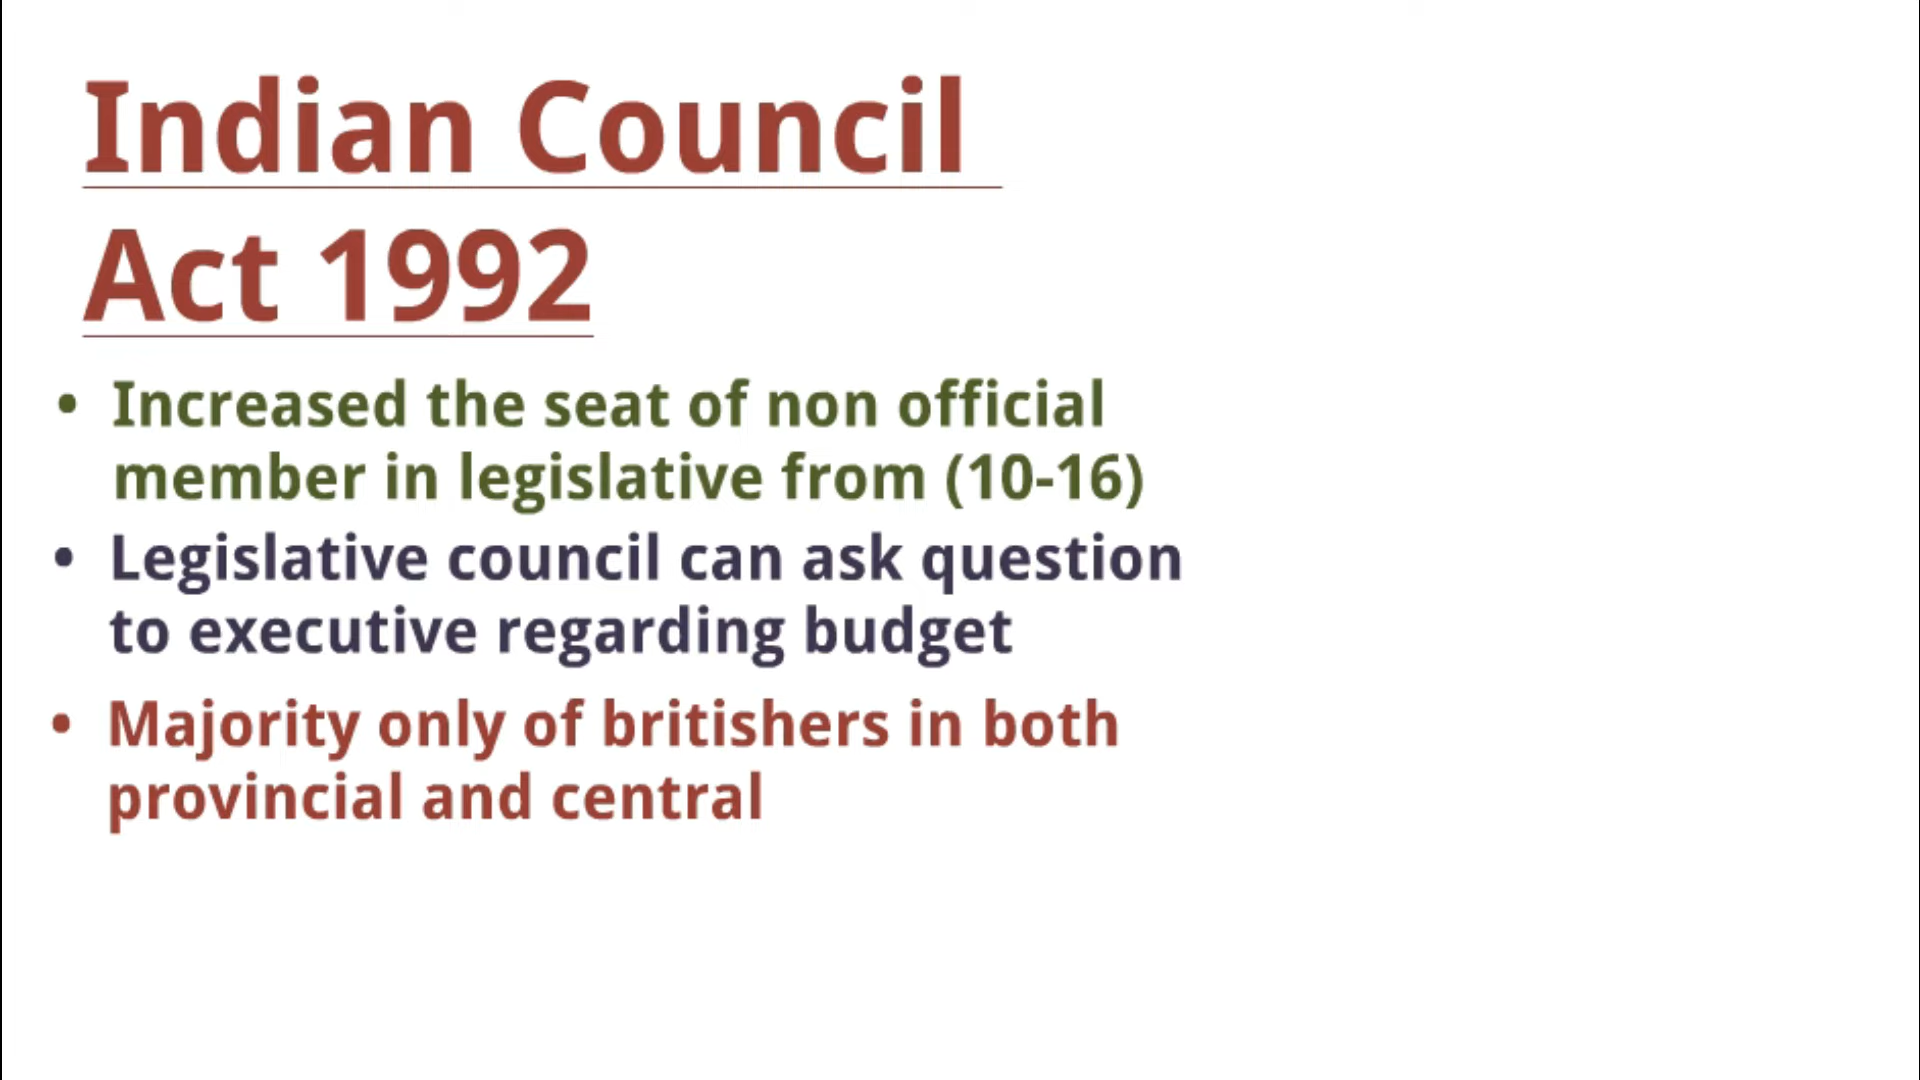 Indian Council
Act 1992
• Increased the seat of non official
member in legislative from (10-16)
• Legislative council can ask question
to executive regarding budget
• Majority only of britishers in both
provincial and central